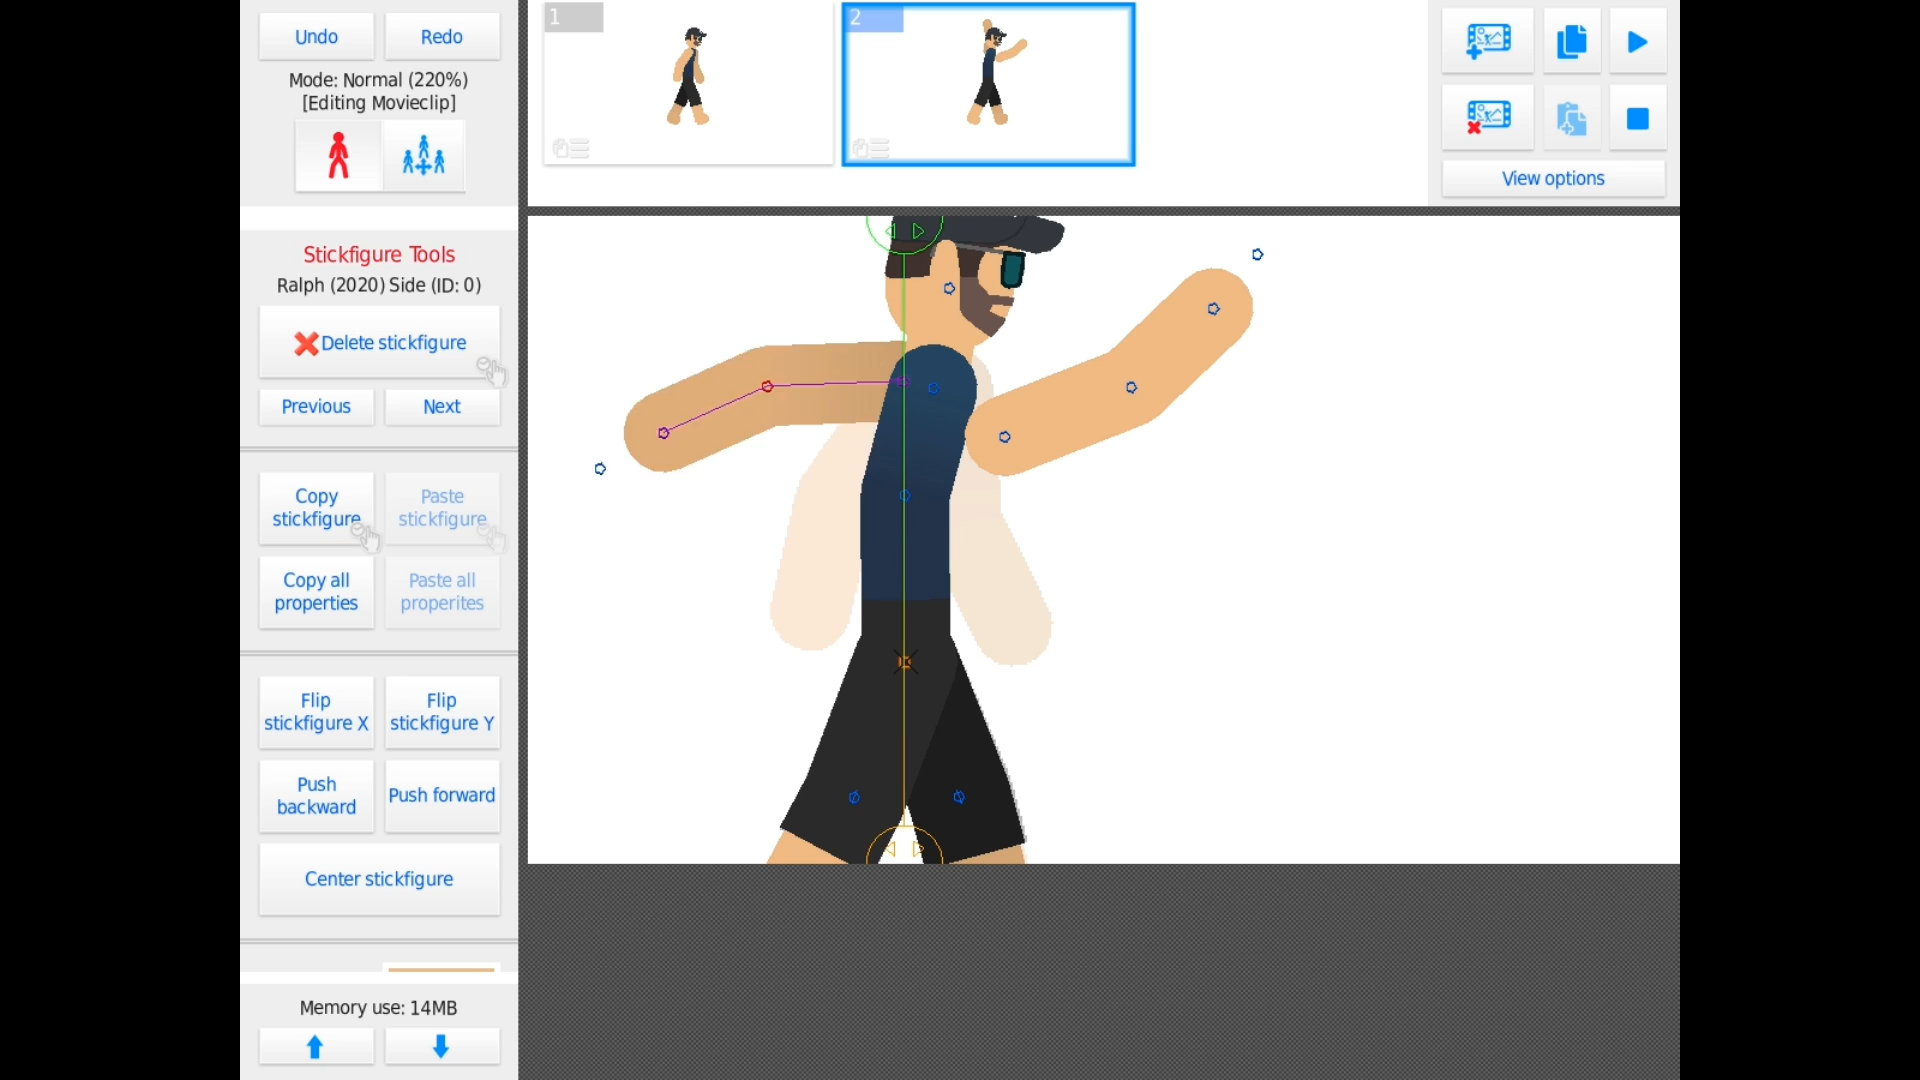 Undo
Redo
Mode: Normal (220%)
[Editing Movieclip]
1
2
View options
Stickfigure Tools
Ralph (2020) Side (ID: 0)
Delete stickfigure
Previous
Next
Copy
stickfigure
Paste
stickfigure
Copy all
properties
Paste all
properites
Flip
stickfigure X
Flip
stickfigure Y
Push
backward
Push forward
Center stickfigure
Memory use: 14MB